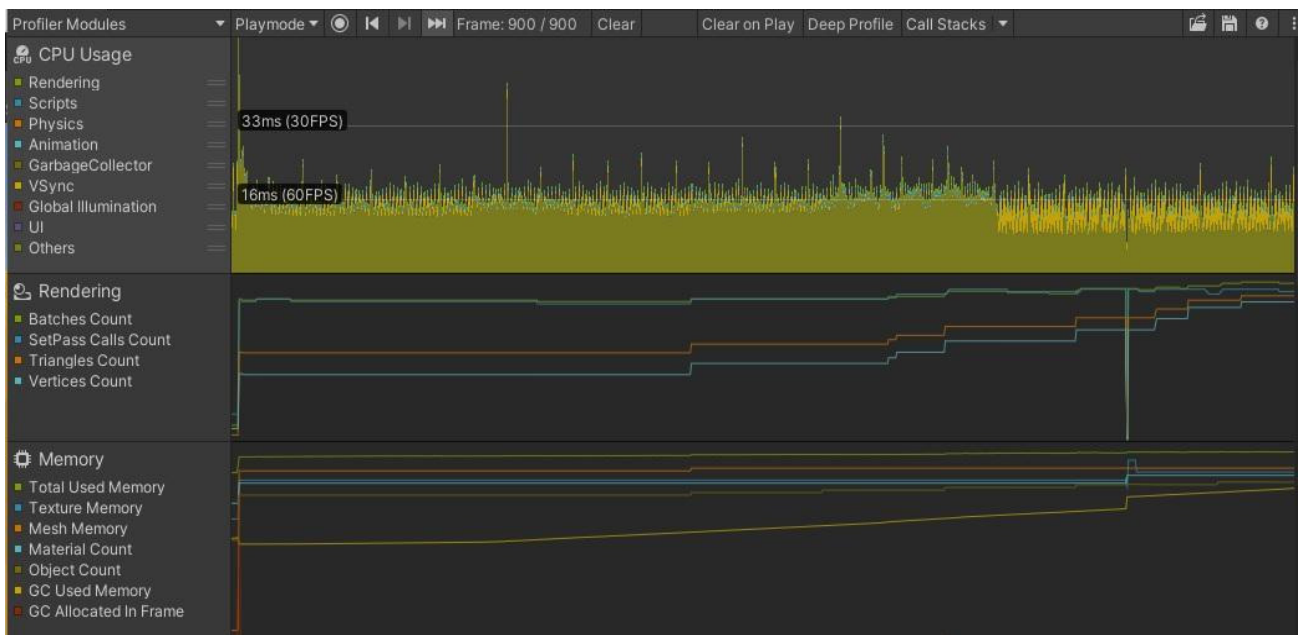 Profiler Modules Playmode Frame: 900 / 900 Clear Clear on Play Deep Profile Call Stacks
CPU Usage
CPU
Rendering
Scripts
Physics
Animation
GarbageCollector
VSync
Global Illumination
UI
Others
33ms (30FPS)
16ms (60FPS)
Rendering
Batches Count
SetPass Calls Count
Triangles Count
Vertices Count
Memory
Total Used Memory
Texture Memory
Mesh Memory
Material Count
Object Count
GC Used Memory
GC Allocated In Frame